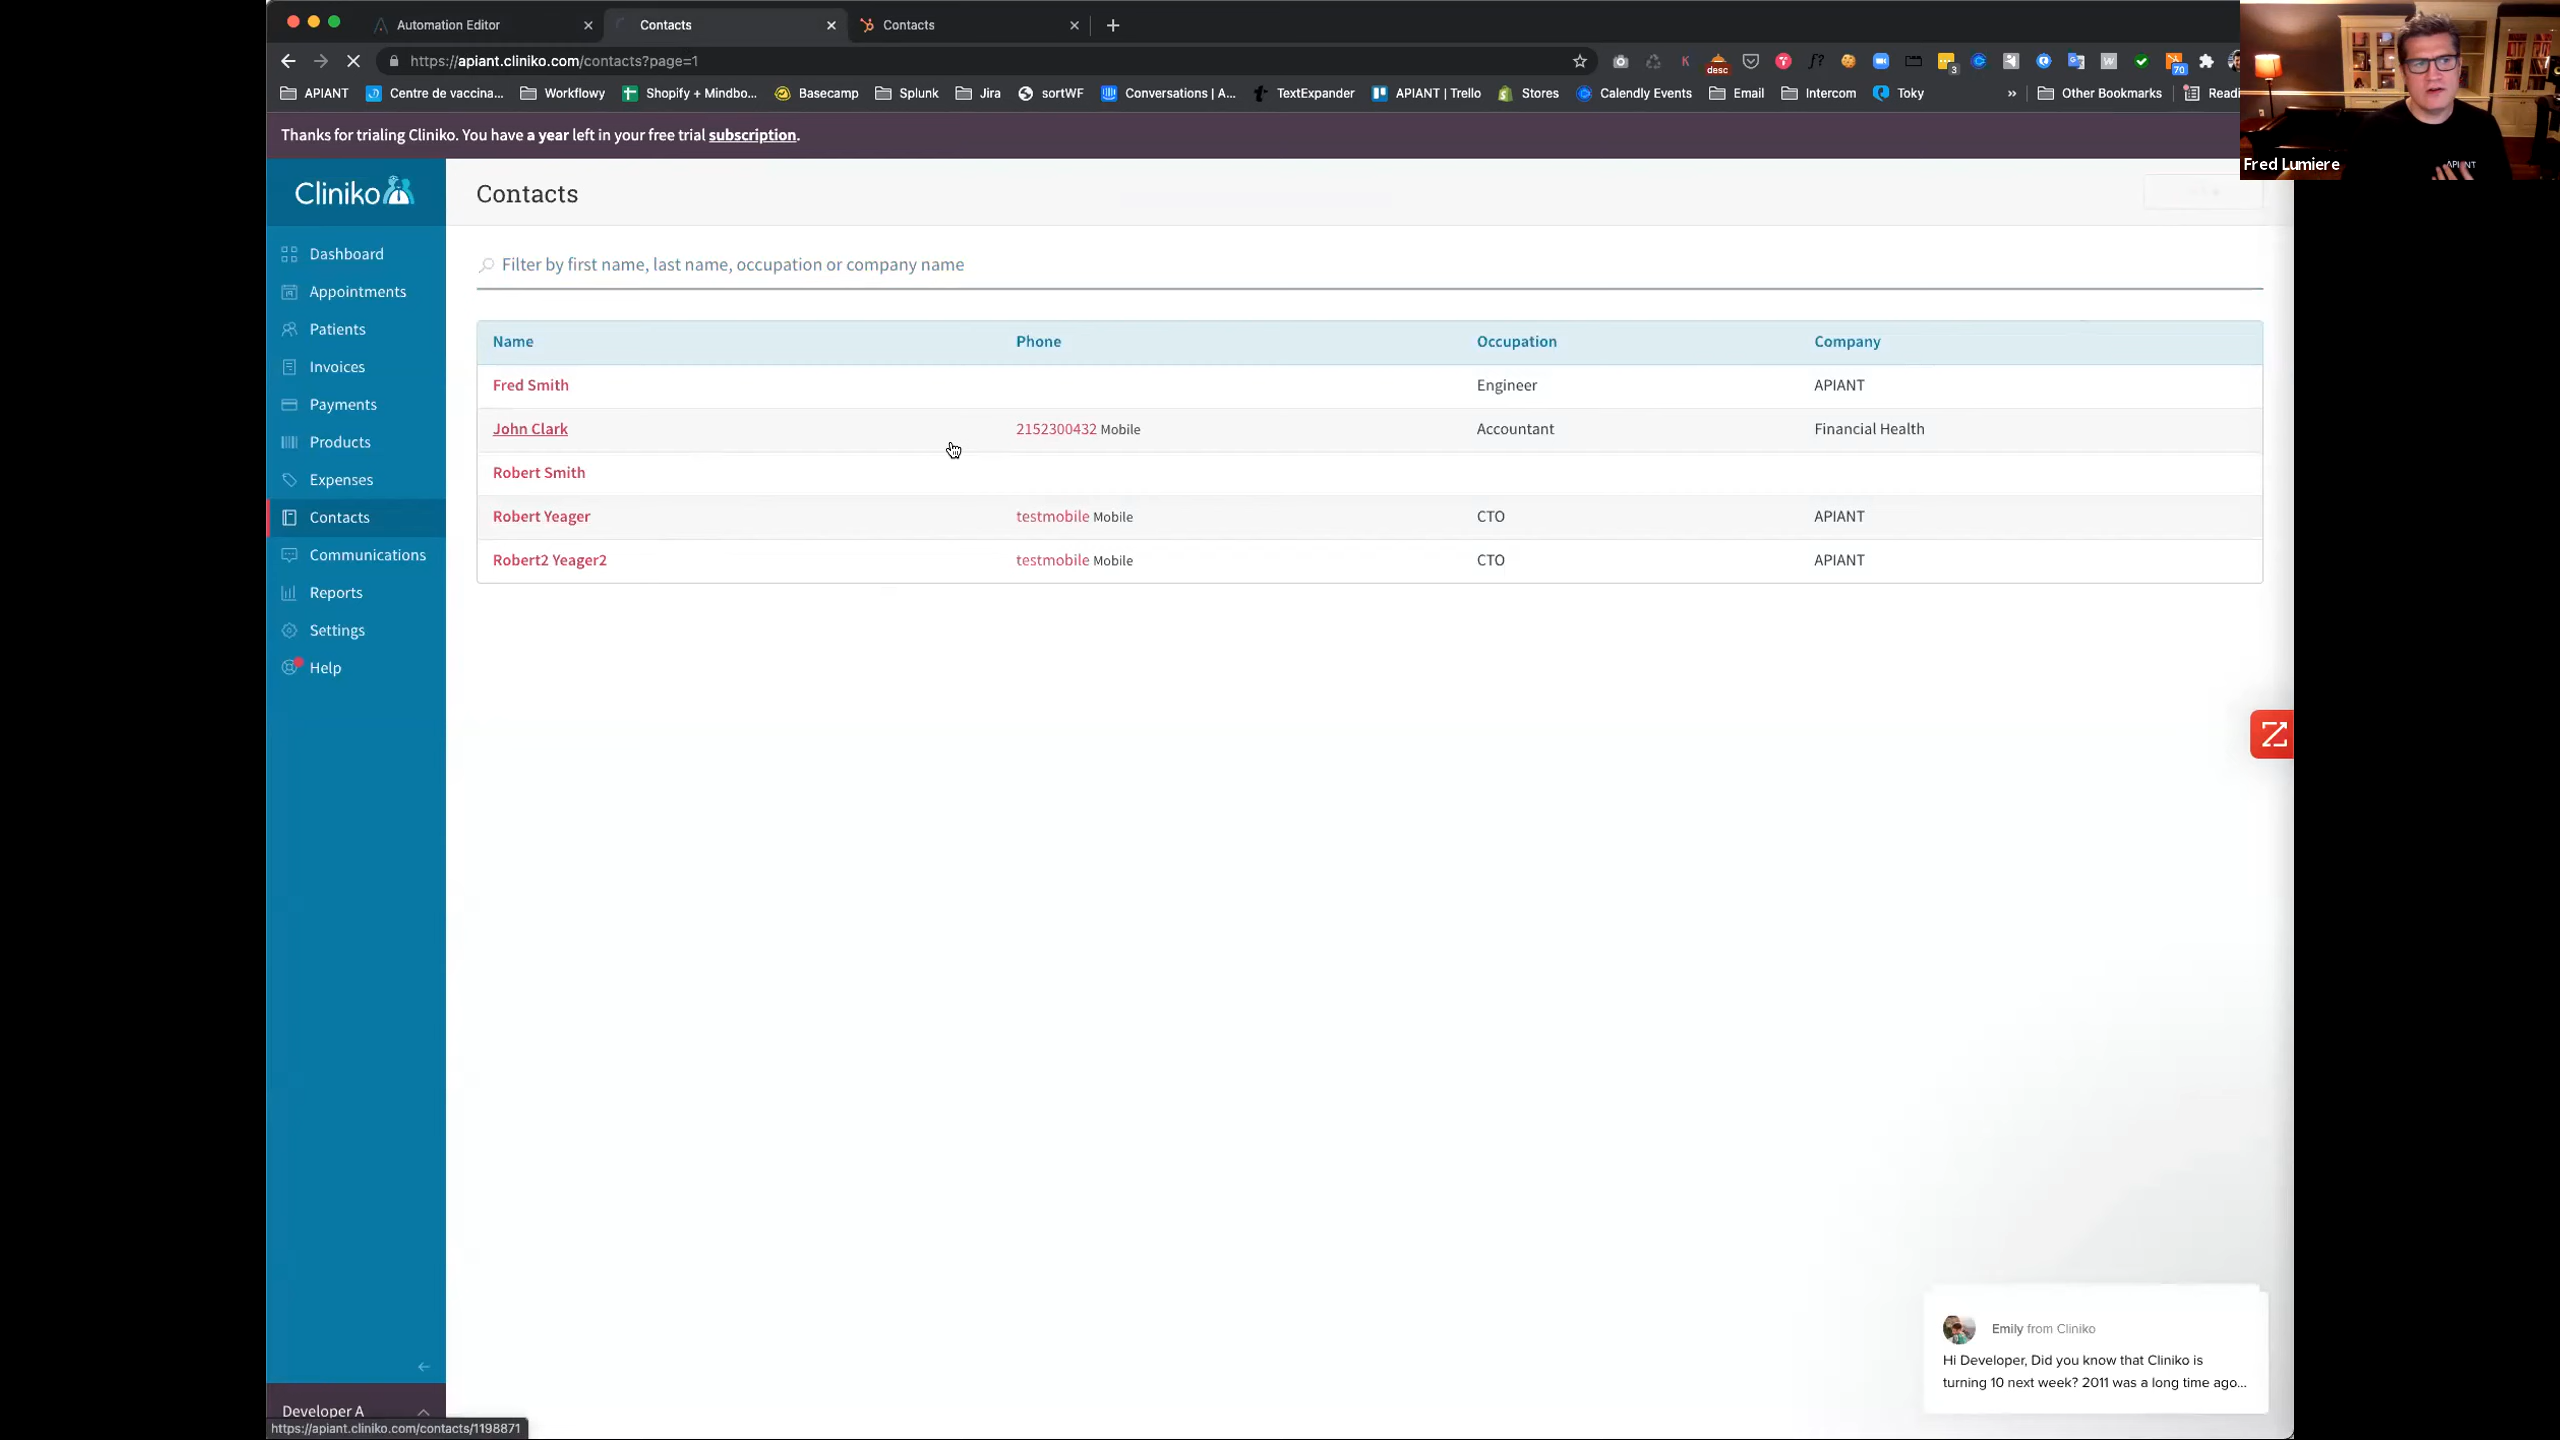 Automation Editor
Contacts
Contacts
https://apiant.cliniko.com/contacts?page=1
desc
3
70
APIANT
Centre de vaccina...
Workflowy
Shopify + Mindbo...
Basecamp
Splunk
Jira
sortWF
Conversations | A...
TextExpander
APIANT | Trello
Stores
Calendly Events
Email
Intercom
Toky
»
Other Bookmarks
Readi
Fred Lumiere
Thanks for trialing Cliniko. You have a year left in your free trial subscription.
Cliniko
Dashboard
Appointments
Patients
Invoices
Payments
Products
Expenses
Contacts
Communications
Reports
Settings
Help
Developer A
Contacts
Filter by first name, last name, occupation or company name
Name Phone Occupation Company
Fred Smith Engineer APIANT
John Clark 2152300432 Mobile Accountant Financial Health
Robert Smith
Robert Yeager testmobile Mobile CTO APIANT
Robert2 Yeager2 testmobile Mobile CTO APIANT
Emily from Cliniko
Hi Developer, Did you know that Cliniko is
turning 10 next week? 2011 was a long time ago...
https://apiant.cliniko.com/contacts/1198871